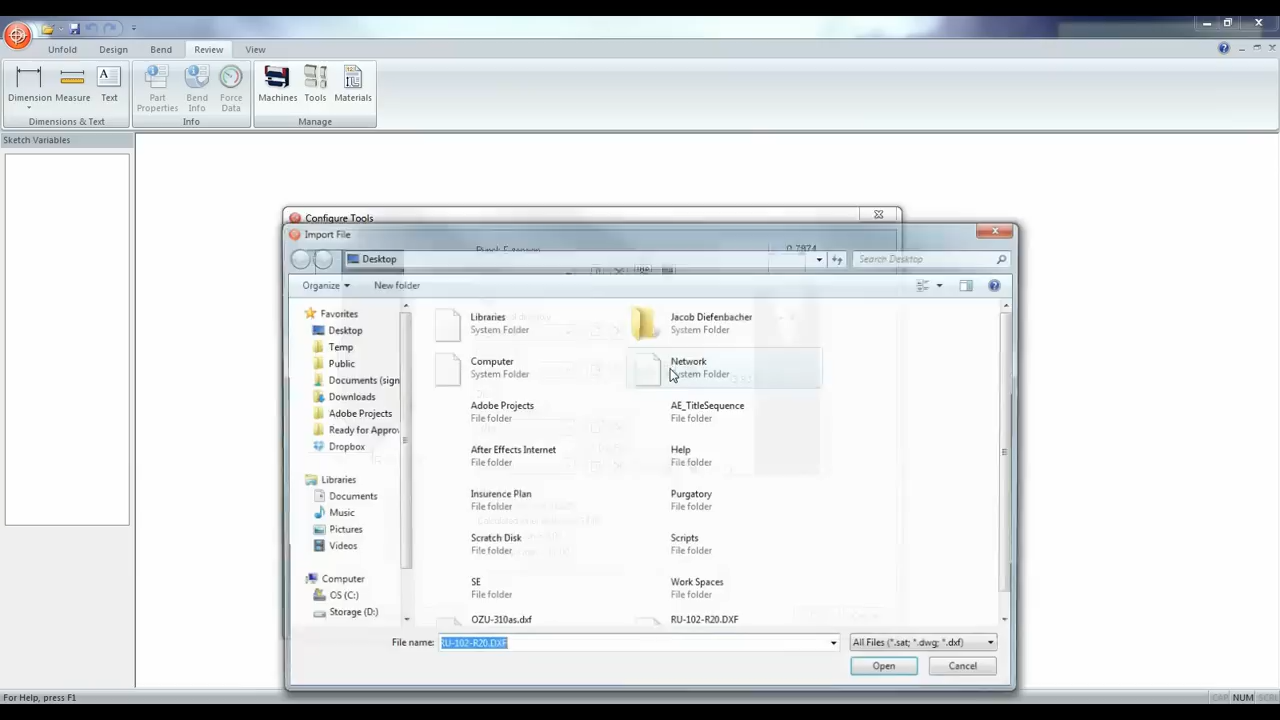 Unfold Design Bend Review View
Dimension Measure Text Part Properties Bend Info Force Data Machines Tools Materials
Dimensions & Text Info Manage
Sketch Variables
Configure Tools
Import File
Desktop Search Desktop
Organize New folder
Favorites
Desktop
Temp
Public
Documents (sign
Downloads
Adobe Projects
Ready for Approv
Dropbox
Libraries
Documents
Music
Pictures
Videos
Computer
OS (C:)
Storage (D:)
Libraries
System Folder
Jacob Diefenbacher
System Folder
Computer
System Folder
Network
System Folder
Adobe Projects
File folder
AE_TitleSequence
File folder
After Effects Internet
File folder
Help
File folder
Insurence Plan
File folder
Purgatory
File folder
Scratch Disk
File folder
Scripts
File folder
SE
File folder
Work Spaces
File folder
OZU-310as.dxf
RU-102-R20.DXF
File name: RU-102-R20.DXF All Files (*.sat; *.dwg; *.dxf)
Open Cancel
For Help, press F1 CAP NUM SCRL